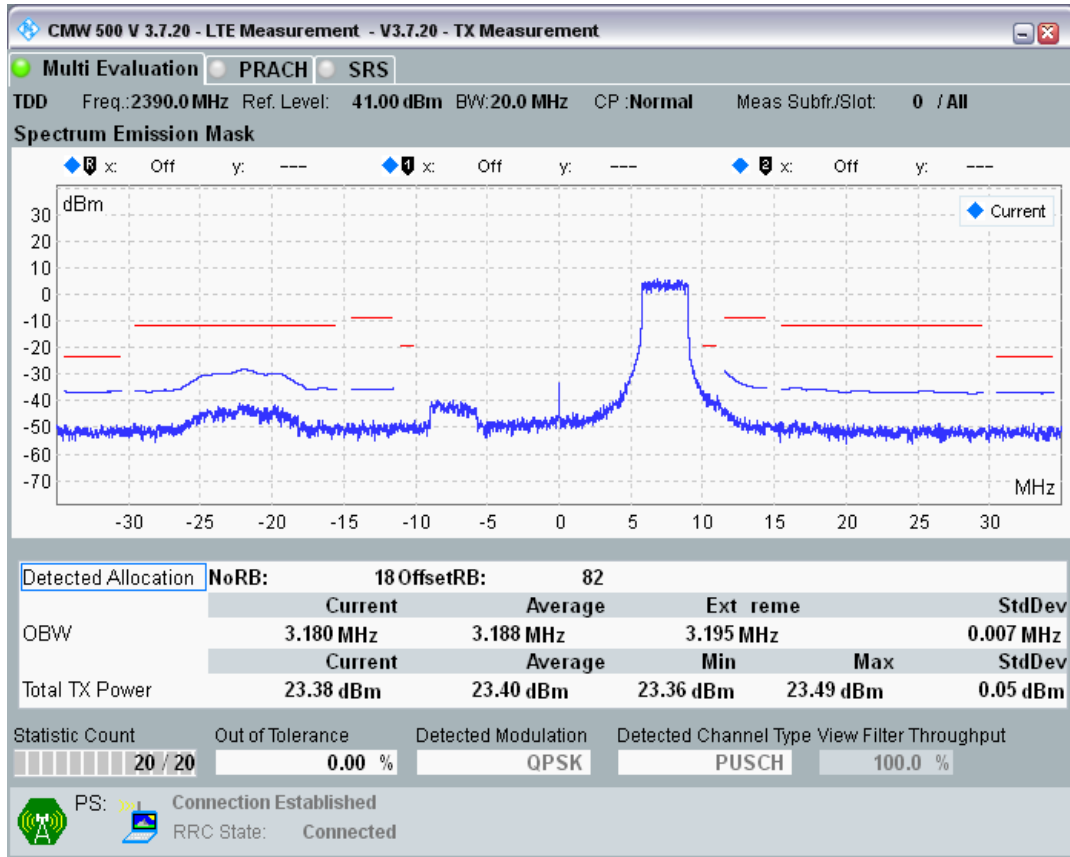 CMW 500 V 3.7.20 - LTE Measurement - V3.7.20 - TX Measurement
Multi Evaluation PRACH SRS
TDD Freq.:2390.0 MHz Ref. Level: 41.00 dBm BW:20.0 MHz CP :Normal Meas Subfr./Slot: 0 / All
Spectrum Emission Mask
R x: Off y: --- 1 x: Off y: --- 2 x: Off y: ---
dBm
Current
30
20
10
0
-10
-20
-30
-40
-50
-60
-70
MHz
-30 -25 -20 -15 -10 -5 0 5 10 15 20 25 30
Detected Allocation NoRB: 18 OffsetRB: 82
Current Average Ext reme StdDev
OBW 3.180 MHz 3.188 MHz 3.195 MHz 0.007 MHz
Current Average Min Max StdDev
Total TX Power 23.38 dBm 23.40 dBm 23.36 dBm 23.49 dBm 0.05 dBm
Statistic Count Out of Tolerance Detected Modulation Detected Channel Type View Filter Throughput
20 / 20 0.00 % QPSK PUSCH 100.0 %
PS: Connection Established
RRC State: Connected